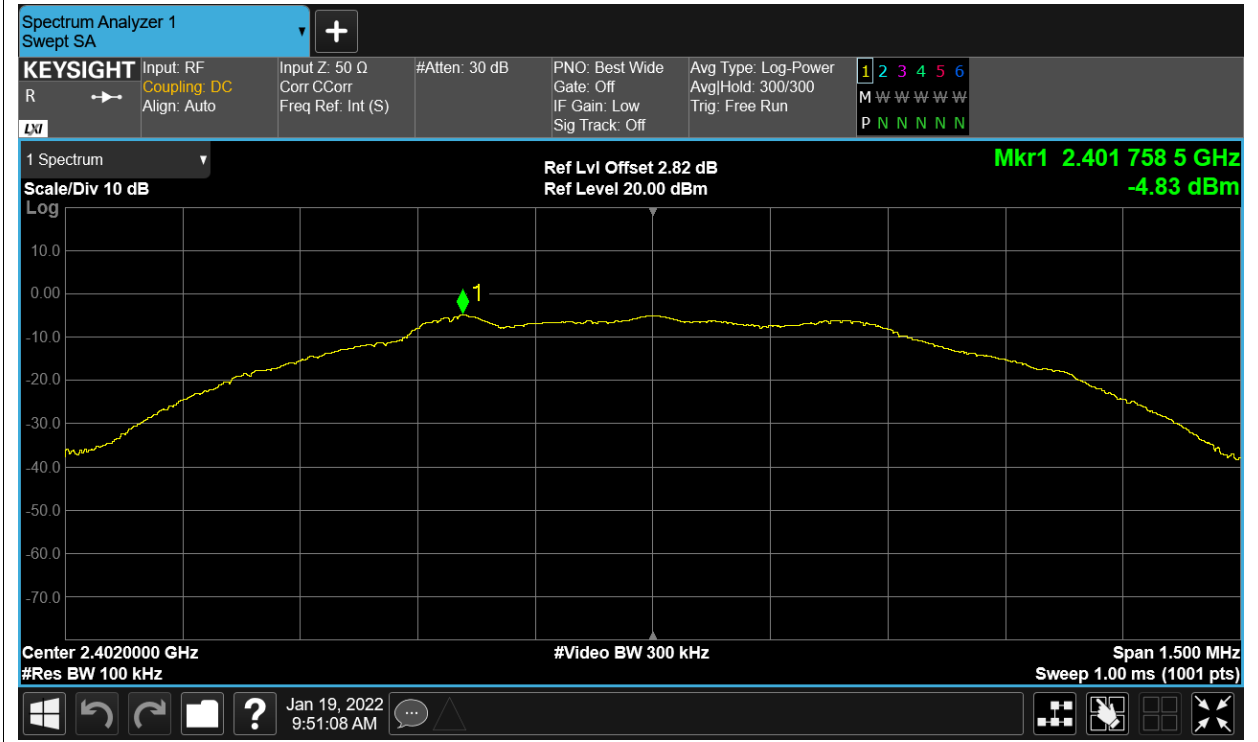 Spectrum Analyzer 1
Swept SA
KEYSIGHT
R
LXI
Input: RF
Coupling: DC
Align: Auto
Input Z: 50 Ω
Corr CCorr
Freq Ref: Int (S)
#Atten: 30 dB
PNO: Best Wide
Gate: Off
IF Gain: Low
Sig Track: Off
Avg Type: Log-Power
Avg|Hold: 300/300
Trig: Free Run
1 2 3 4 5 6
M W W W W W
P N N N N N
1 Spectrum
Scale/Div 10 dB
Log
Ref Lvl Offset 2.82 dB
Ref Level 20.00 dBm
Mkr1 2.401 758 5 GHz
-4.83 dBm
10.0
0.00
-10.0
-20.0
-30.0
-40.0
-50.0
-60.0
-70.0
1
Center 2.4020000 GHz
#Res BW 100 kHz
#Video BW 300 kHz
Span 1.500 MHz
Sweep 1.00 ms (1001 pts)
?
Jan 19, 2022
9:51:08 AM